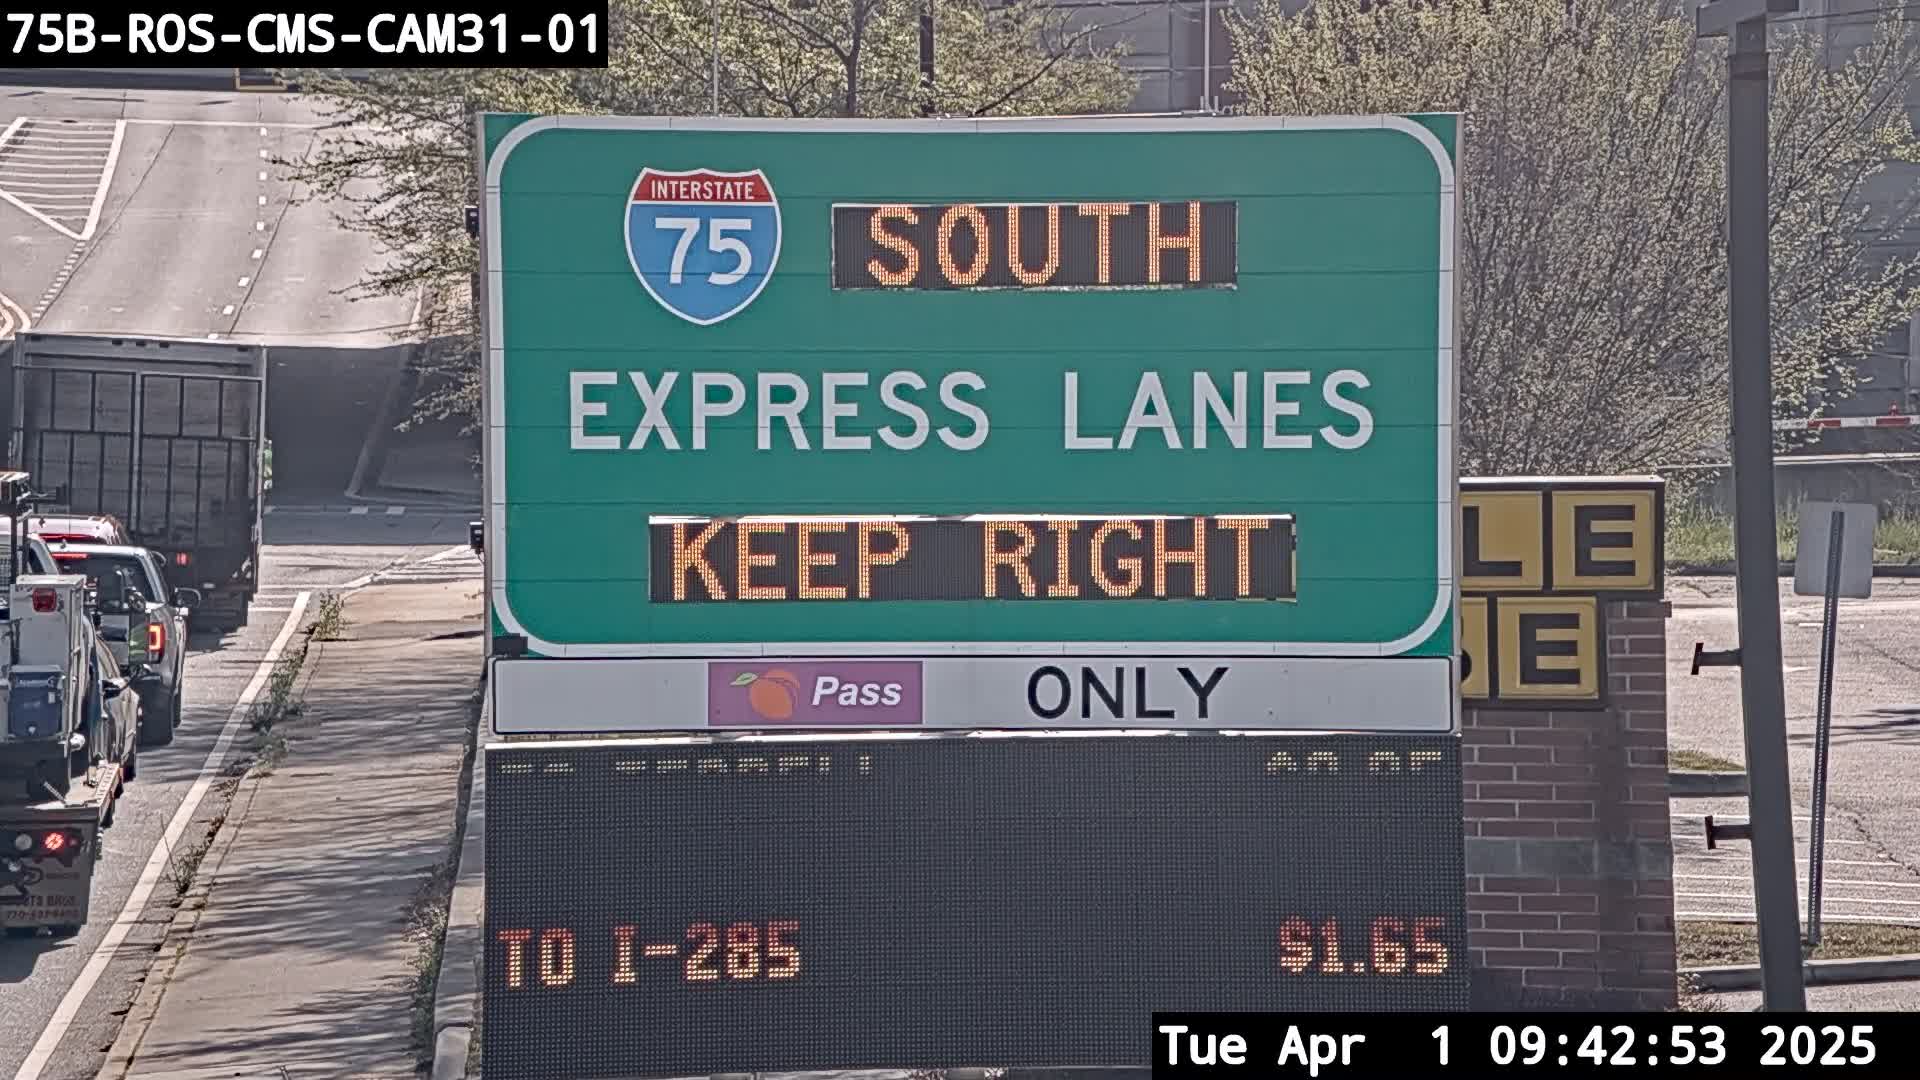 75B-ROS-CMS-CAM31-01
INTERSTATE
75
SOUTH
EXPRESS LANES
KEEP RIGHT
Pass ONLY
TO I-285 $1.65
LE
E
Tue Apr 1 09:42:53 2025